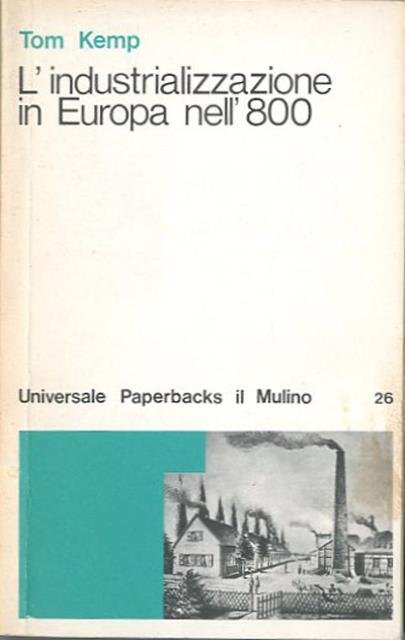 Tom Kemp
L'industrializzazione
in Europa nell'800
Universale Paperbacks il Mulino 26